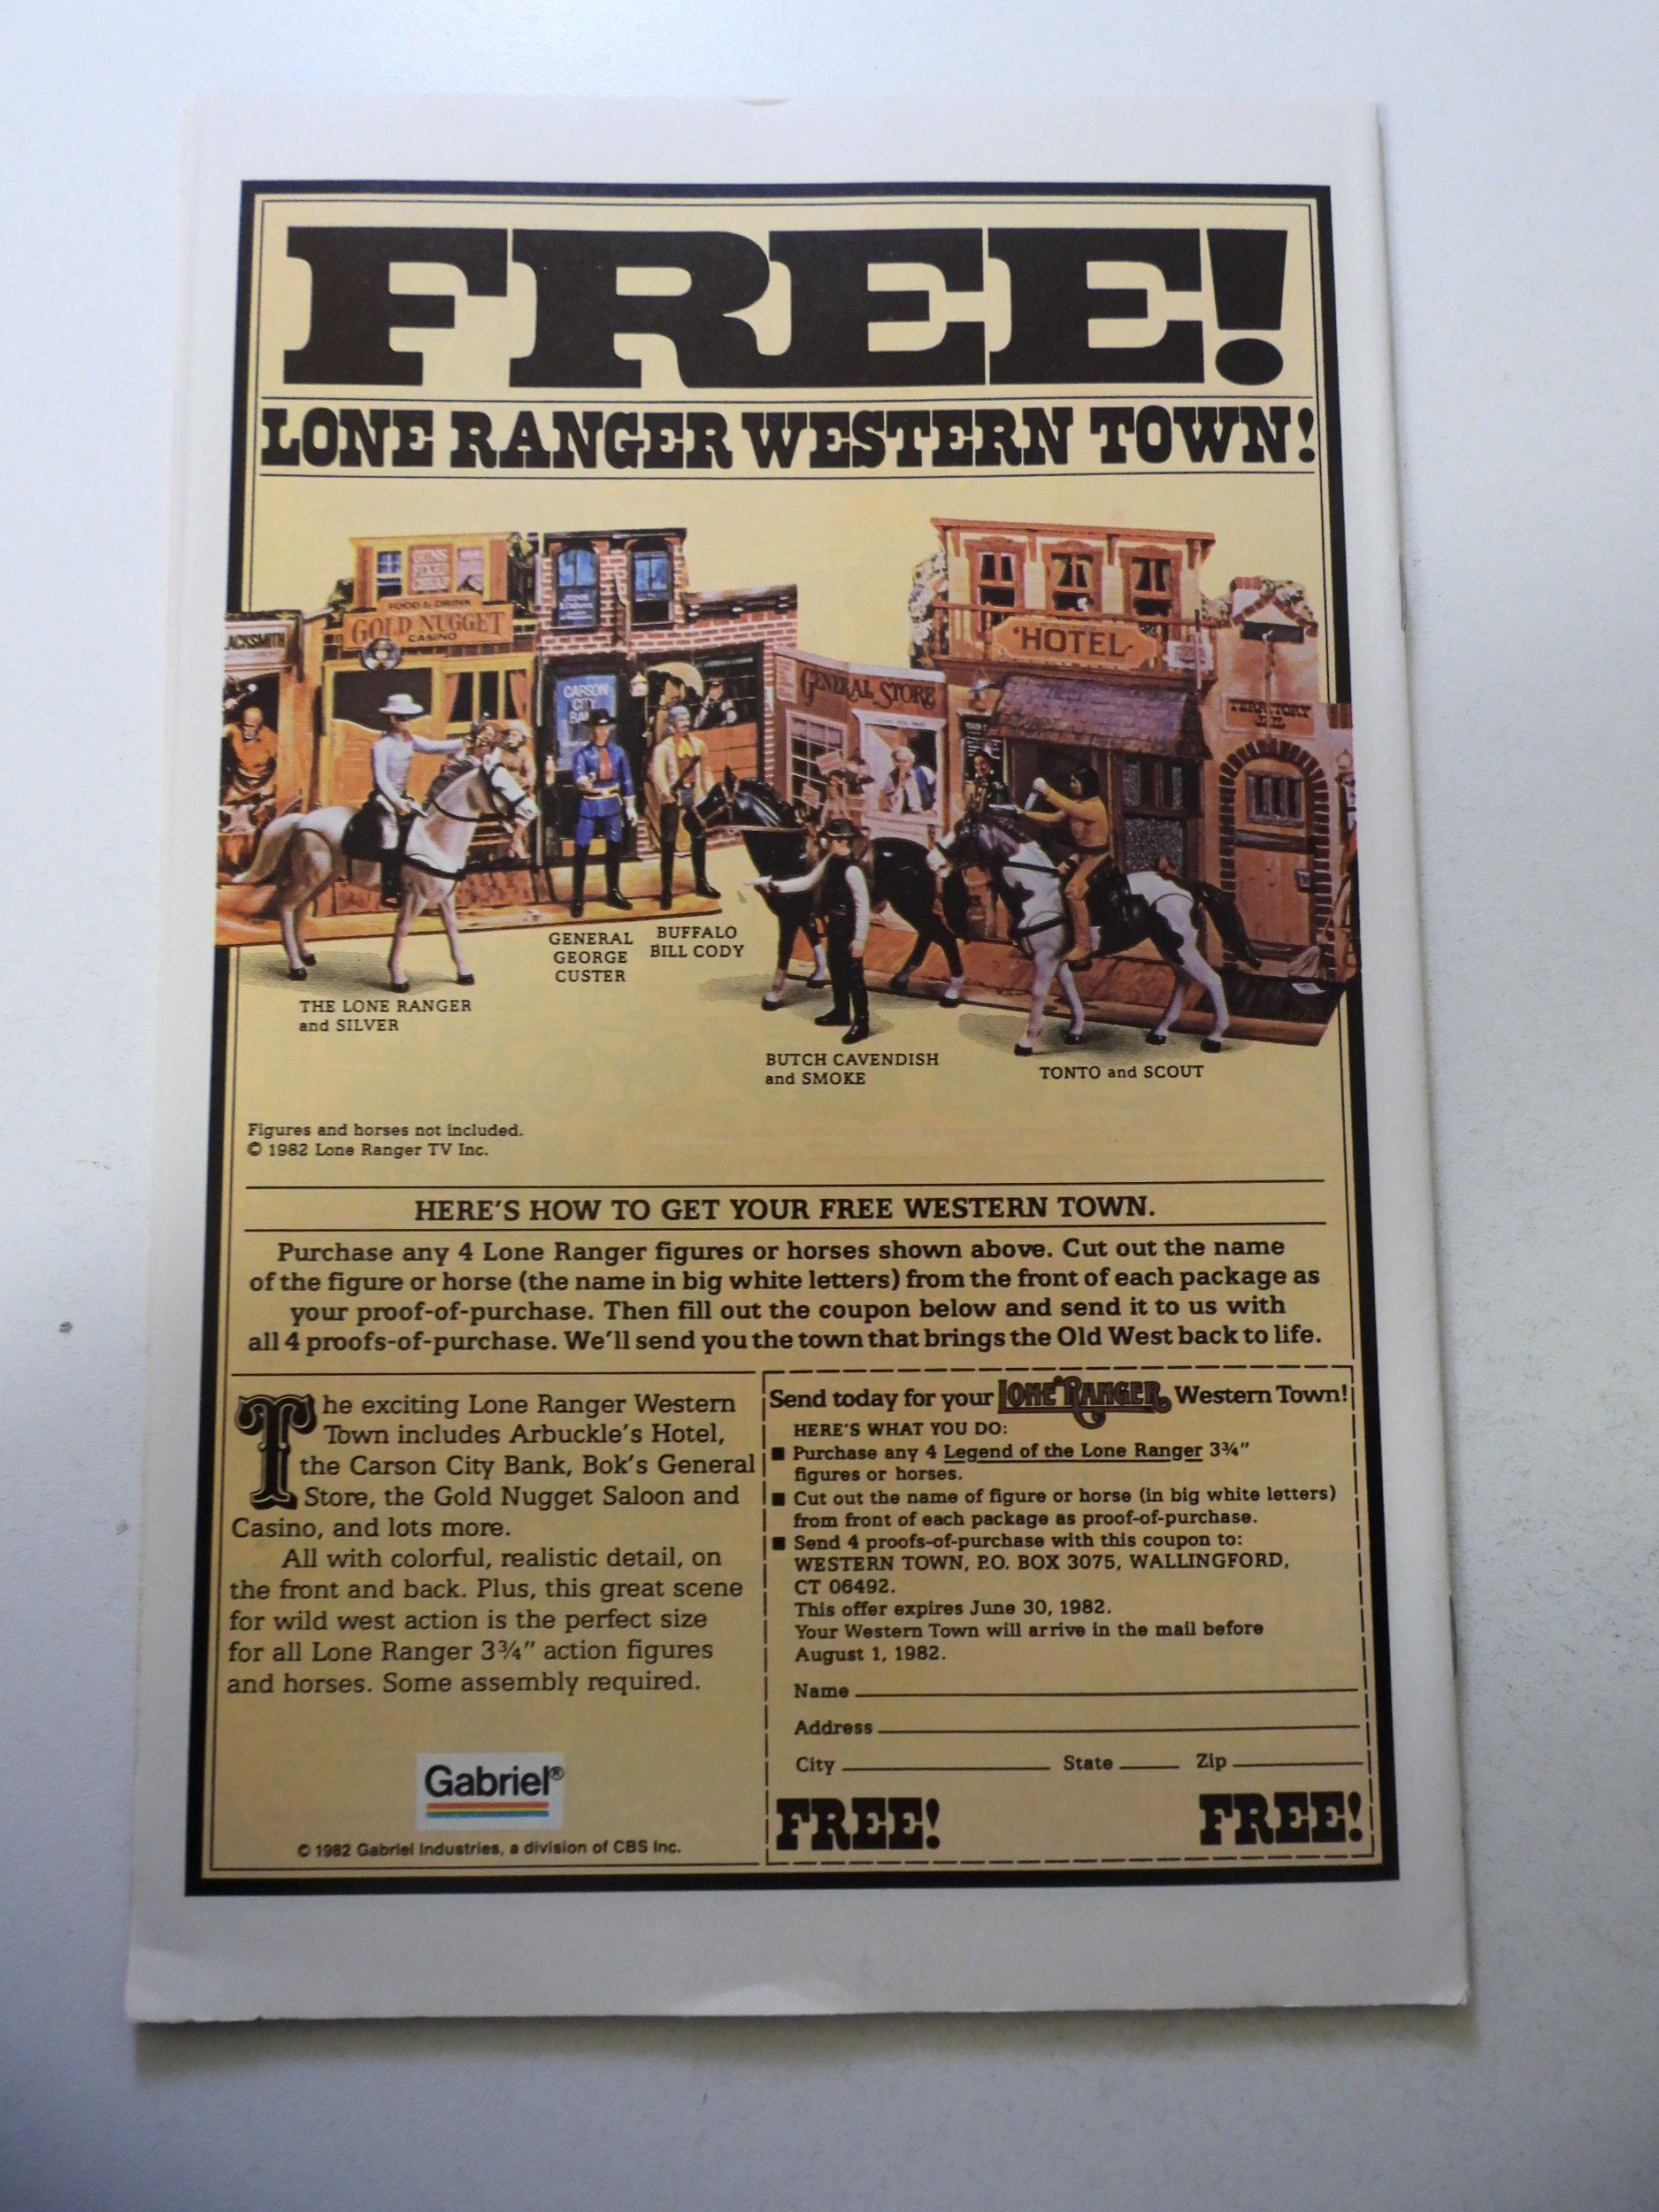 FREE!
LONE RANGER WESTERN TOWN!
GUNS
FIXED
CHEAP
FOOD & DRINK
GOLD NUGGET
CASINO
ACKSMITH
CARSON
CITY
BA
GENERAL STORE
HOTEL
TERRITORY
JAIL
GENERAL
GEORGE
CUSTER
BUFFALO
BILL CODY
THE LONE RANGER
and SILVER
BUTCH CAVENDISH
and SMOKE
TONTO and SCOUT
Figures and horses not included.
© 1982 Lone Ranger TV Inc.
HERE'S HOW TO GET YOUR FREE WESTERN TOWN.
Purchase any 4 Lone Ranger figures or horses shown above. Cut out the name
of the figure or horse (the name in big white letters) from the front of each package as
your proof-of-purchase. Then fill out the coupon below and send it to us with
all 4 proofs-of-purchase. We'll send you the town that brings the Old West back to life.
The exciting Lone Ranger Western
Town includes Arbuckle's Hotel,
the Carson City Bank, Bok's General
Store, the Gold Nugget Saloon and
Casino, and lots more.
All with colorful, realistic detail, on
the front and back. Plus, this great scene
for wild west action is the perfect size
for all Lone Ranger 3¾" action figures
and horses. Some assembly required.
Gabriel®
© 1982 Gabriel Industries, a division of CBS Inc.
Send today for your LONE RANGER Western Town!
HERE'S WHAT YOU DO:
■ Purchase any 4 Legend of the Lone Ranger 3¾"
figures or horses.
■ Cut out the name of figure or horse (in big white letters)
from front of each package as proof-of-purchase.
■ Send 4 proofs-of-purchase with this coupon to:
WESTERN TOWN, P.O. BOX 3075, WALLINGFORD,
CT 06492.
This offer expires June 30, 1982.
Your Western Town will arrive in the mail before
August 1, 1982.
Name
Address
City State Zip
FREE! FREE!